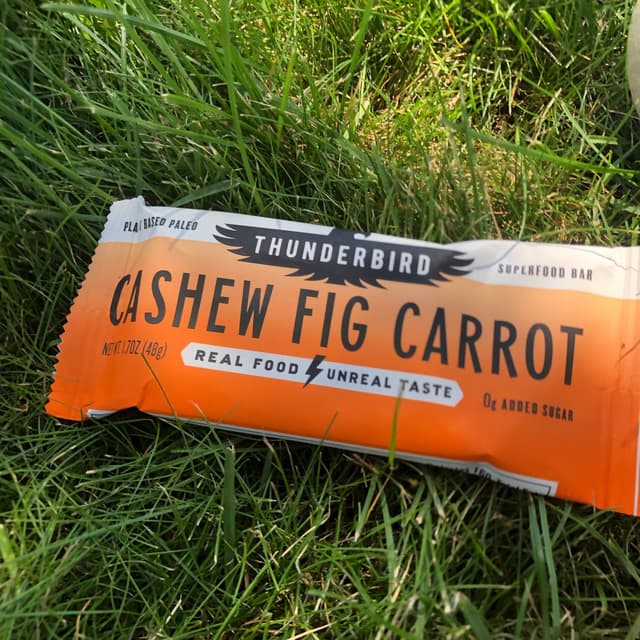 PLANT BASED PALEO
THUNDERBIRD
SUPERFOOD BAR
CASHEW FIG CARROT
NET WT. 1.7OZ (48g)
REAL FOOD UNREAL TASTE
0g ADDED SUGAR